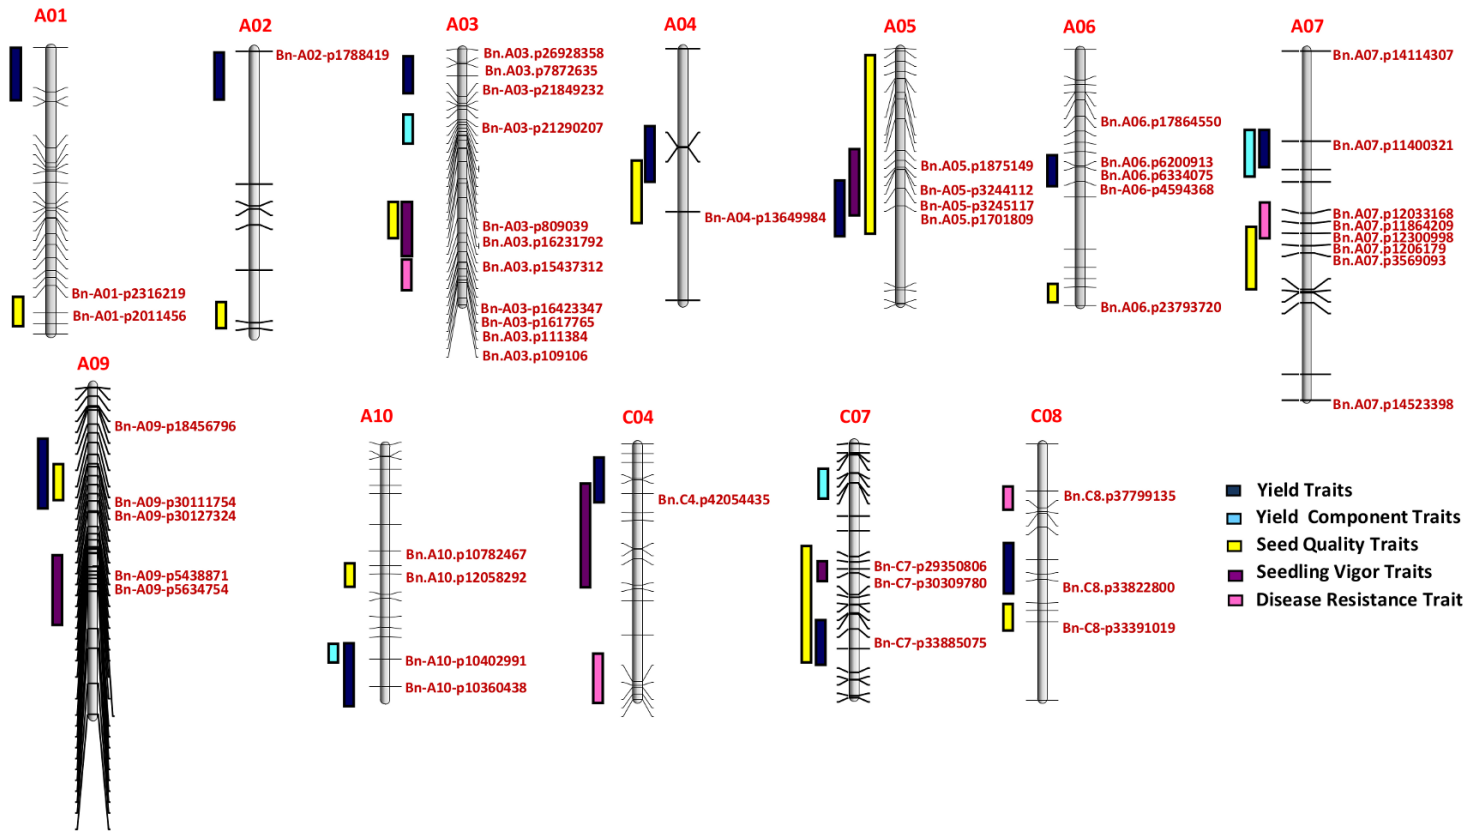 A01
A02
A03
A04
A05
A06
A07
Bn-A01-p2316219
Bn-A01-p2011456
Bn-A02-p1788419
Bn.A03.p26928358
Bn.A03.p7872635
Bn-A03-p21849232
Bn-A03-p21290207
Bn-A03-p809039
Bn.A03.p16231792
Bn.A03.p15437312
Bn-A03-p16423347
Bn-A03-p1617765
Bn.A03.p111384
Bn.A03.p109106
Bn-A04-p13649984
Bn.A05.p1875149
Bn-A05-p3244112
Bn-A05-p3245117
Bn.A05.p1701809
Bn.A06.p17864550
Bn.A06.p6200913
Bn.A06.p6334075
Bn-A06-p4594368
Bn.A06.p23793720
Bn.A07.p14114307
Bn.A07.p11400321
Bn.A07.p12033168
Bn.A07.p11864209
Bn.A07.p12300998
Bn.A07.p1206179
Bn.A07.p3569093
Bn.A07.p14523398
A09
A10
C04
C07
C08
Bn-A09-p18456796
Bn-A09-p30111754
Bn-A09-p30127324
Bn-A09-p5438871
Bn-A09-p5634754
Bn.A10.p10782467
Bn.A10.p12058292
Bn-A10-p10402991
Bn-A10-p10360438
Bn.C4.p42054435
Bn-C7-p29350806
Bn-C7-p30309780
Bn-C7-p33885075
Bn.C8.p37799135
Bn.C8.p33822800
Bn-C8-p33391019
Yield Traits
Yield Component Traits
Seed Quality Traits
Seedling Vigor Traits
Disease Resistance Trait